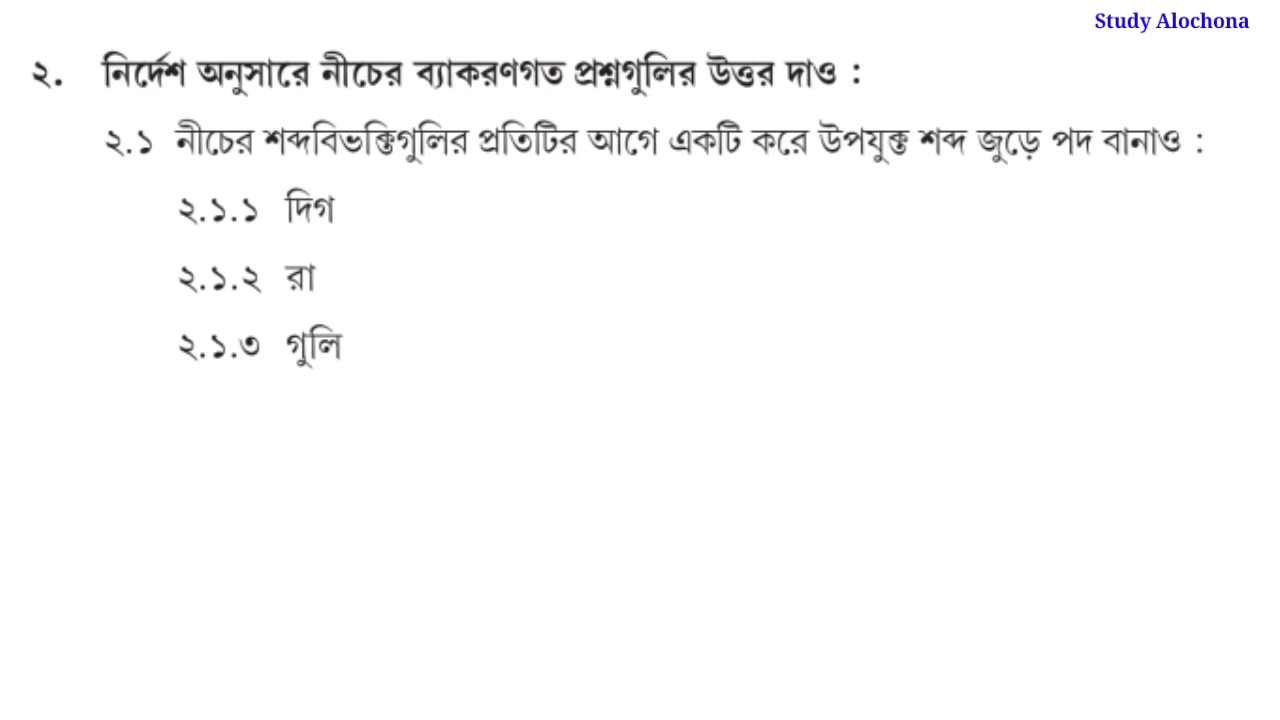 Study Alochona
২. নির্দেশ অনুসারে নীচের ব্যাকরণগত প্রশ্নগুলির উত্তর দাও :
২.১ নীচের শব্দবিভক্তিগুলির প্রতিটির আগে একটি করে উপযুক্ত শব্দ জুড়ে পদ বানাও :
২.১.১ দিগ
২.১.২ রা
২.১.৩ গুলি